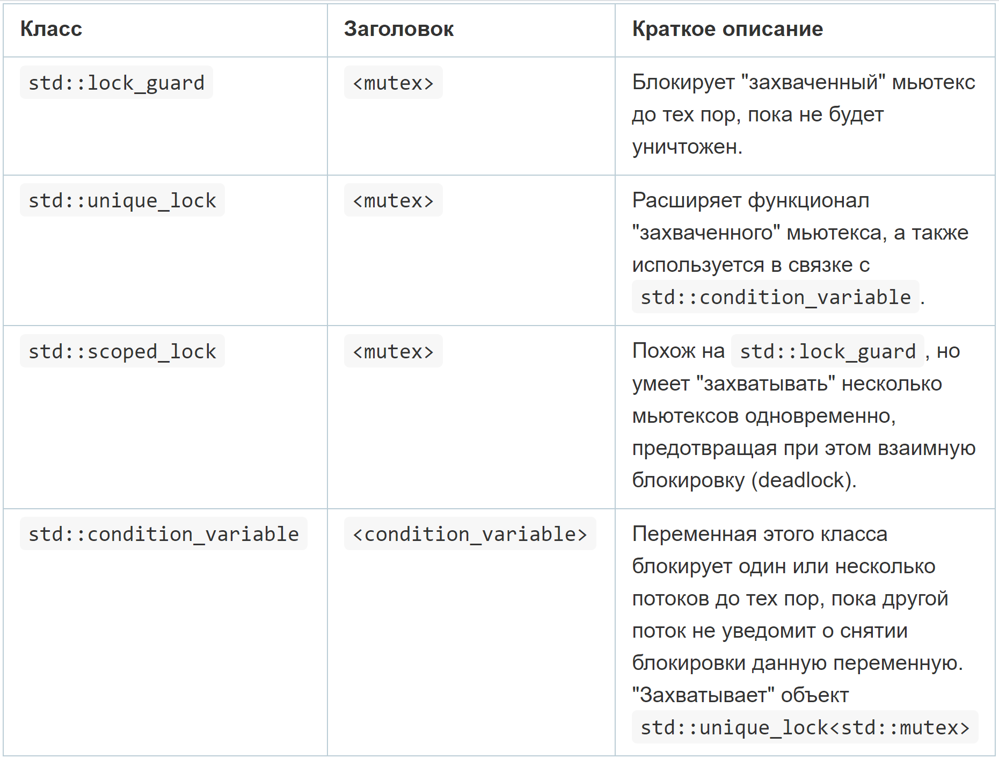 Класс
Заголовок
Краткое описание
std::lock_guard
<mutex>
Блокирует "захваченный" мьютекс
до тех пор, пока не будет
уничтожен.
std::unique_lock
<mutex>
Расширяет функционал
"захваченного" мьютекса, а также
используется в связке с
std::condition_variable.
std::scoped_lock
<mutex>
Похож на std::lock_guard, но
умеет "захватывать" несколько
мьютексов одновременно,
предотвращая при этом взаимную
блокировку (deadlock).
std::condition_variable
<condition_variable>
Переменная этого класса
блокирует один или несколько
потоков до тех пор, пока другой
поток не уведомит о снятии
блокировки данную переменную.
"Захватывает" объект
std::unique_lock<std::mutex>